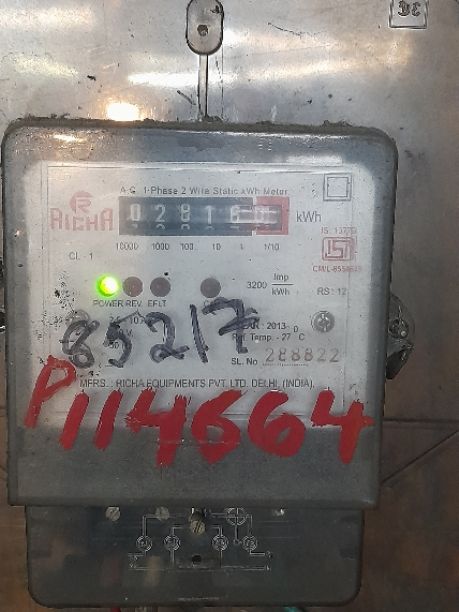 A.C. 1-Phase 2 Wire Static kWh Meter
RICHA
kWh
10000 1000 100 10 1 1/10
IS: 13779
CL. - 1
3200 Imp/kWh
RS : 12
POWER REV. E/FLT
85217
Ref Temp. - 27 °C
SL. No 288822
MFRS. : RICHA EQUIPMENTS PVT. LTD. DELHI, (INDIA),
P114664